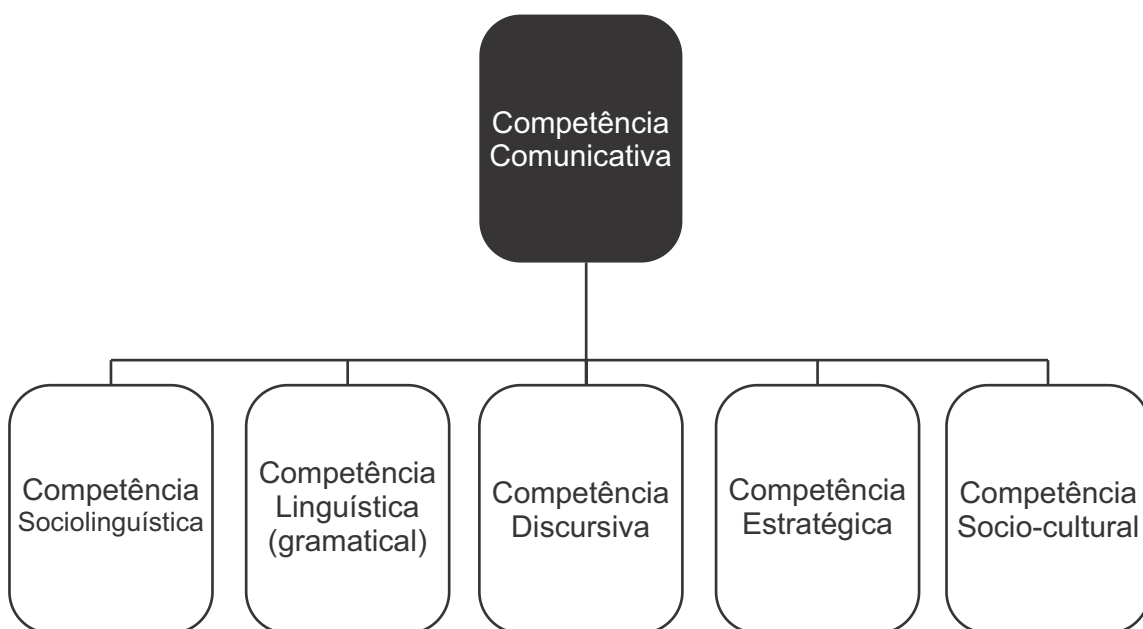 Competência
Comunicativa
Competência
Sociolinguística
Competência
Linguística
(gramatical)
Competência
Discursiva
Competência
Estratégica
Competência
Socio-cultural